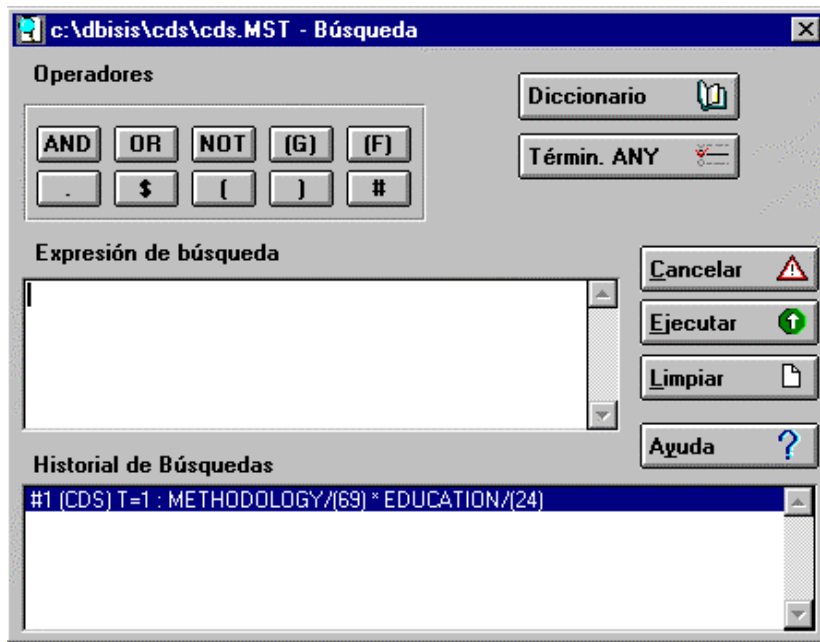 c:\dbisis\cds\cds.MST - Búsqueda
Operadores
AND OR NOT (G) (F)
. $ ( ) #
Diccionario
Términ. ANY
Expresión de búsqueda
Cancelar
Ejecutar
Limpiar
Ayuda
Historial de Búsquedas
#1 (CDS) T=1 : METHODOLOGY/(69) * EDUCATION/(24)